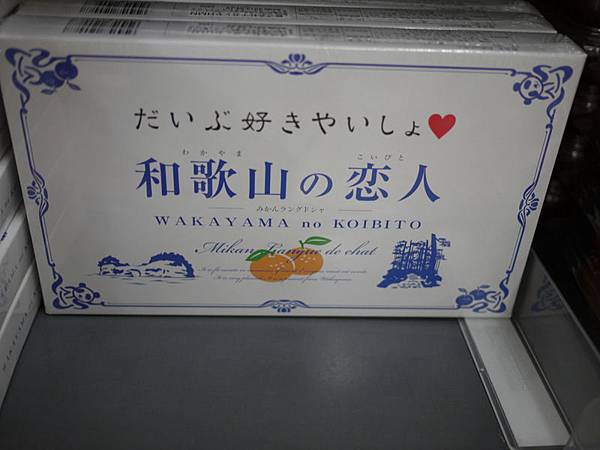 だいぶ好きやいしょ♥
わかやま こいびと
和歌山の恋人
みかんラングドシャ
WAKAYAMA no KOIBITO
Mikan Langue de chat